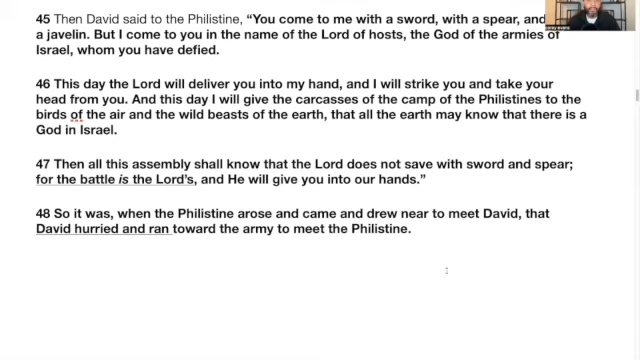 45 Then David said to the Philistine, “You come to me with a sword, with a spear, and
a javelin. But I come to you in the name of the Lord of hosts, the God of the armies of
Israel, whom you have defied.
46 This day the Lord will deliver you into my hand, and I will strike you and take your
head from you. And this day I will give the carcasses of the camp of the Philistines to the
birds of the air and the wild beasts of the earth, that all the earth may know that there is a
God in Israel.
47 Then all this assembly shall know that the Lord does not save with sword and spear;
for the battle is the Lord’s, and He will give you into our hands.”
48 So it was, when the Philistine arose and came and drew near to meet David, that
David hurried and ran toward the army to meet the Philistine.